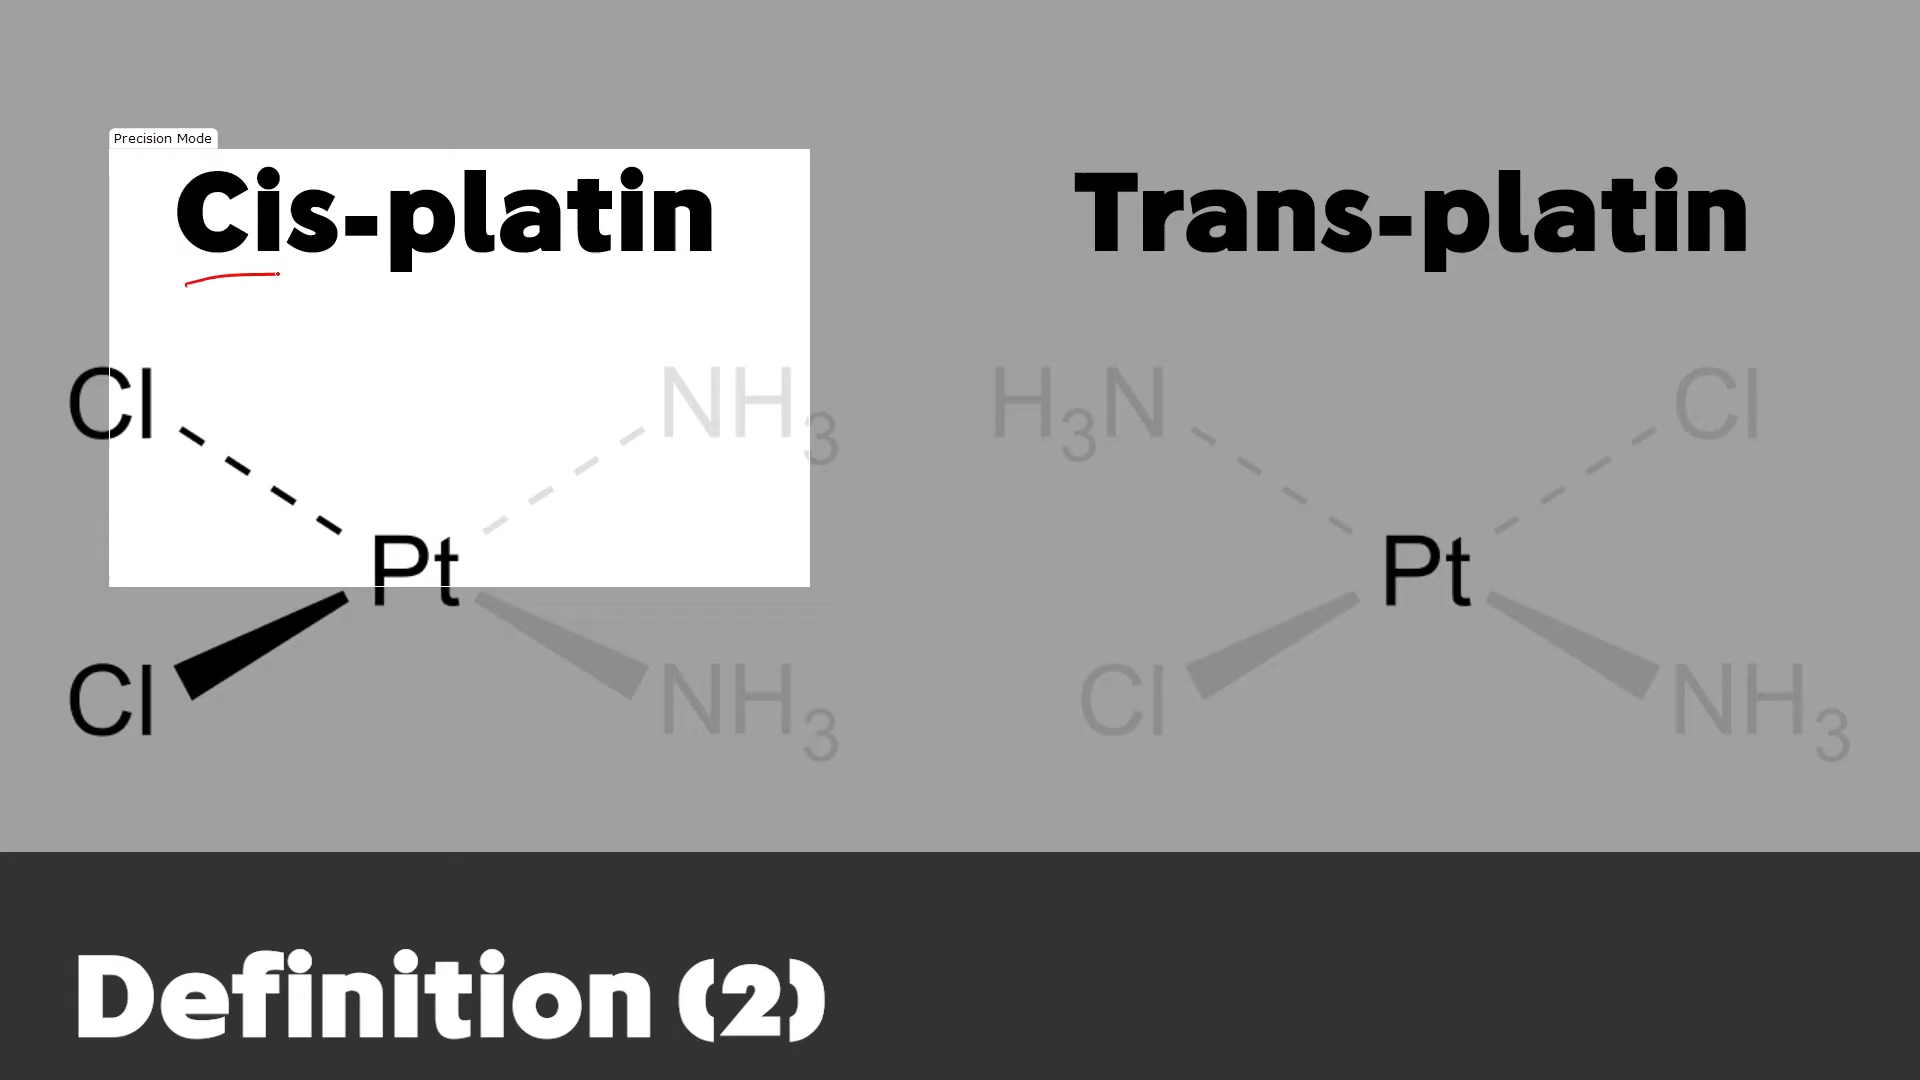 Precision Mode
Cis-platin
Trans-platin
Cl
NH3
H3N
Cl
Pt
Pt
Cl
NH3
Cl
NH3
Definition (2)